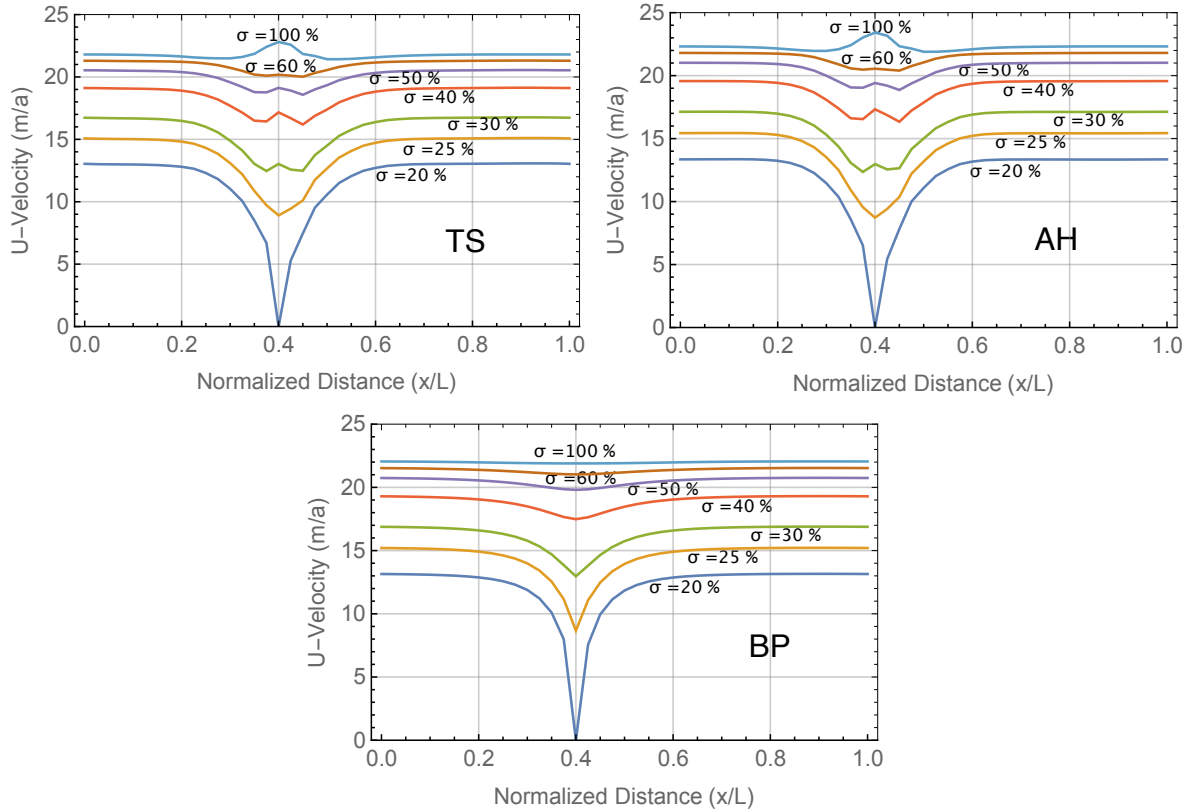 25
20
15
10
5
0
U−Velocity (m/a)
σ =100 %
σ =60 %
σ =50 %
σ =40 %
σ =30 %
σ =25 %
σ =20 %
TS
0.0 0.2 0.4 0.6 0.8 1.0
Normalized Distance (x/L)
25
20
15
10
5
0
U−Velocity (m/a)
σ =100 %
σ =60 %
σ =50 %
σ =40 %
σ =30 %
σ =25 %
σ =20 %
AH
0.0 0.2 0.4 0.6 0.8 1.0
Normalized Distance (x/L)
25
20
15
10
5
0
U−Velocity (m/a)
σ =100 %
σ =60 %
σ =50 %
σ =40 %
σ =30 %
σ =25 %
σ =20 %
BP
0.0 0.2 0.4 0.6 0.8 1.0
Normalized Distance (x/L)